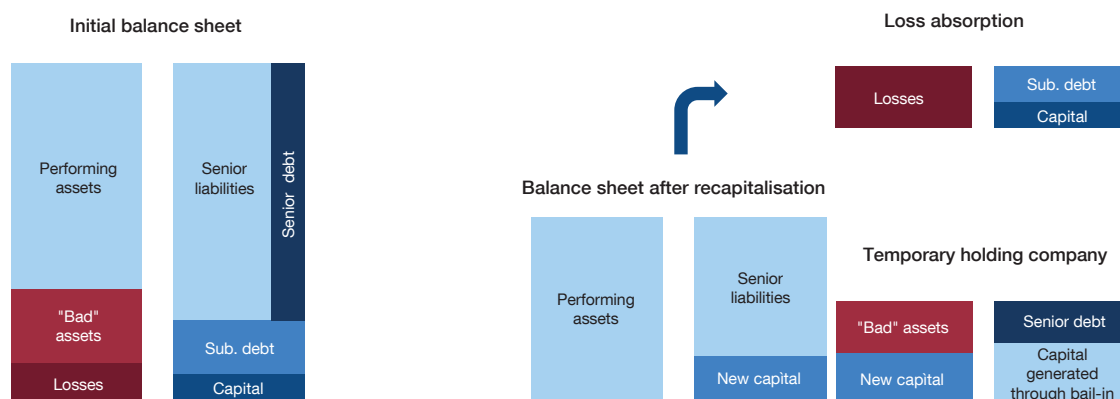 Initial balance sheet
Performing
assets
"Bad"
assets
Losses
Senior
liabilities
Senior debt
Sub. debt
Capital
Loss absorption
Losses
Sub. debt
Capital
Balance sheet after recapitalisation
Performing
assets
Senior
liabilities
New capital
Temporary holding company
"Bad" assets
New capital
Senior debt
Capital
generated
through bail-in